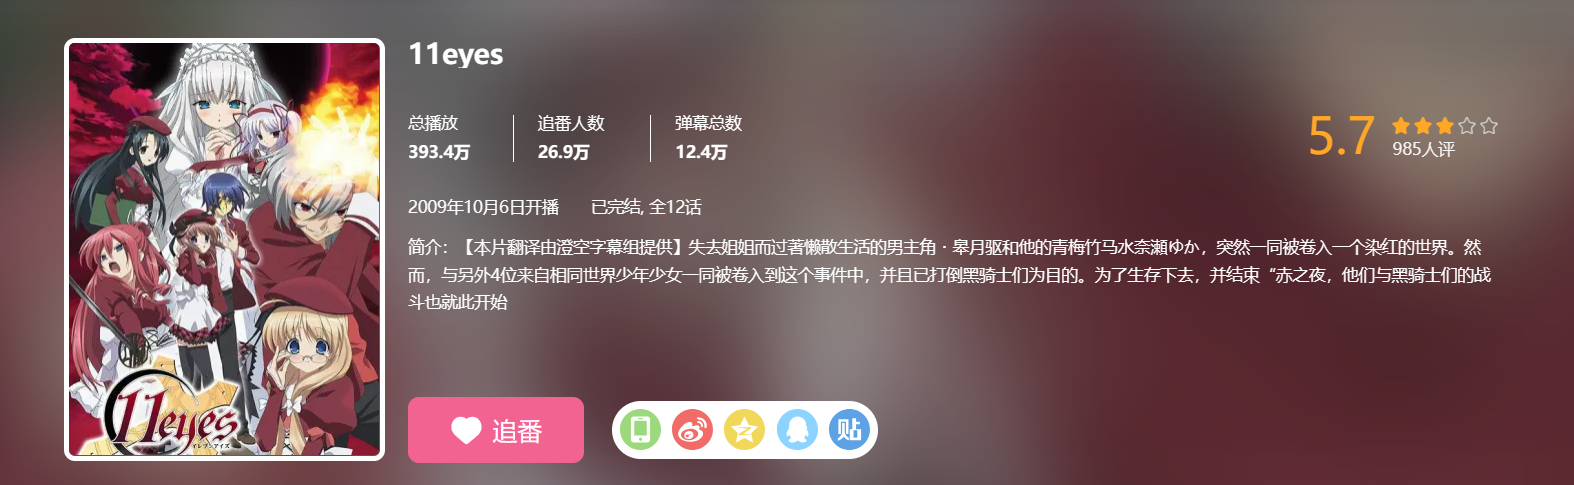 11eyes
总播放
追番人数
弹幕总数
393.4万
26.9万
12.4万
5.7
985人评
2009年10月6日开播 已完结, 全12话
简介：【本片翻译由澄空字幕组提供】失去姐姐而过著懒散生活的男主角・皋月驱和他的青梅竹马水奈瀬ゆか，突然一同被卷入一个染红的世界。然
而，与另外4位来自相同世界少年少女一同被卷入到这个事件中，并且已打倒黑骑士们为目的。为了生存下去，并结束“赤之夜，他们与黑骑士们的战
斗也就此开始
11eyes
イレブンアイズ
追番
贴